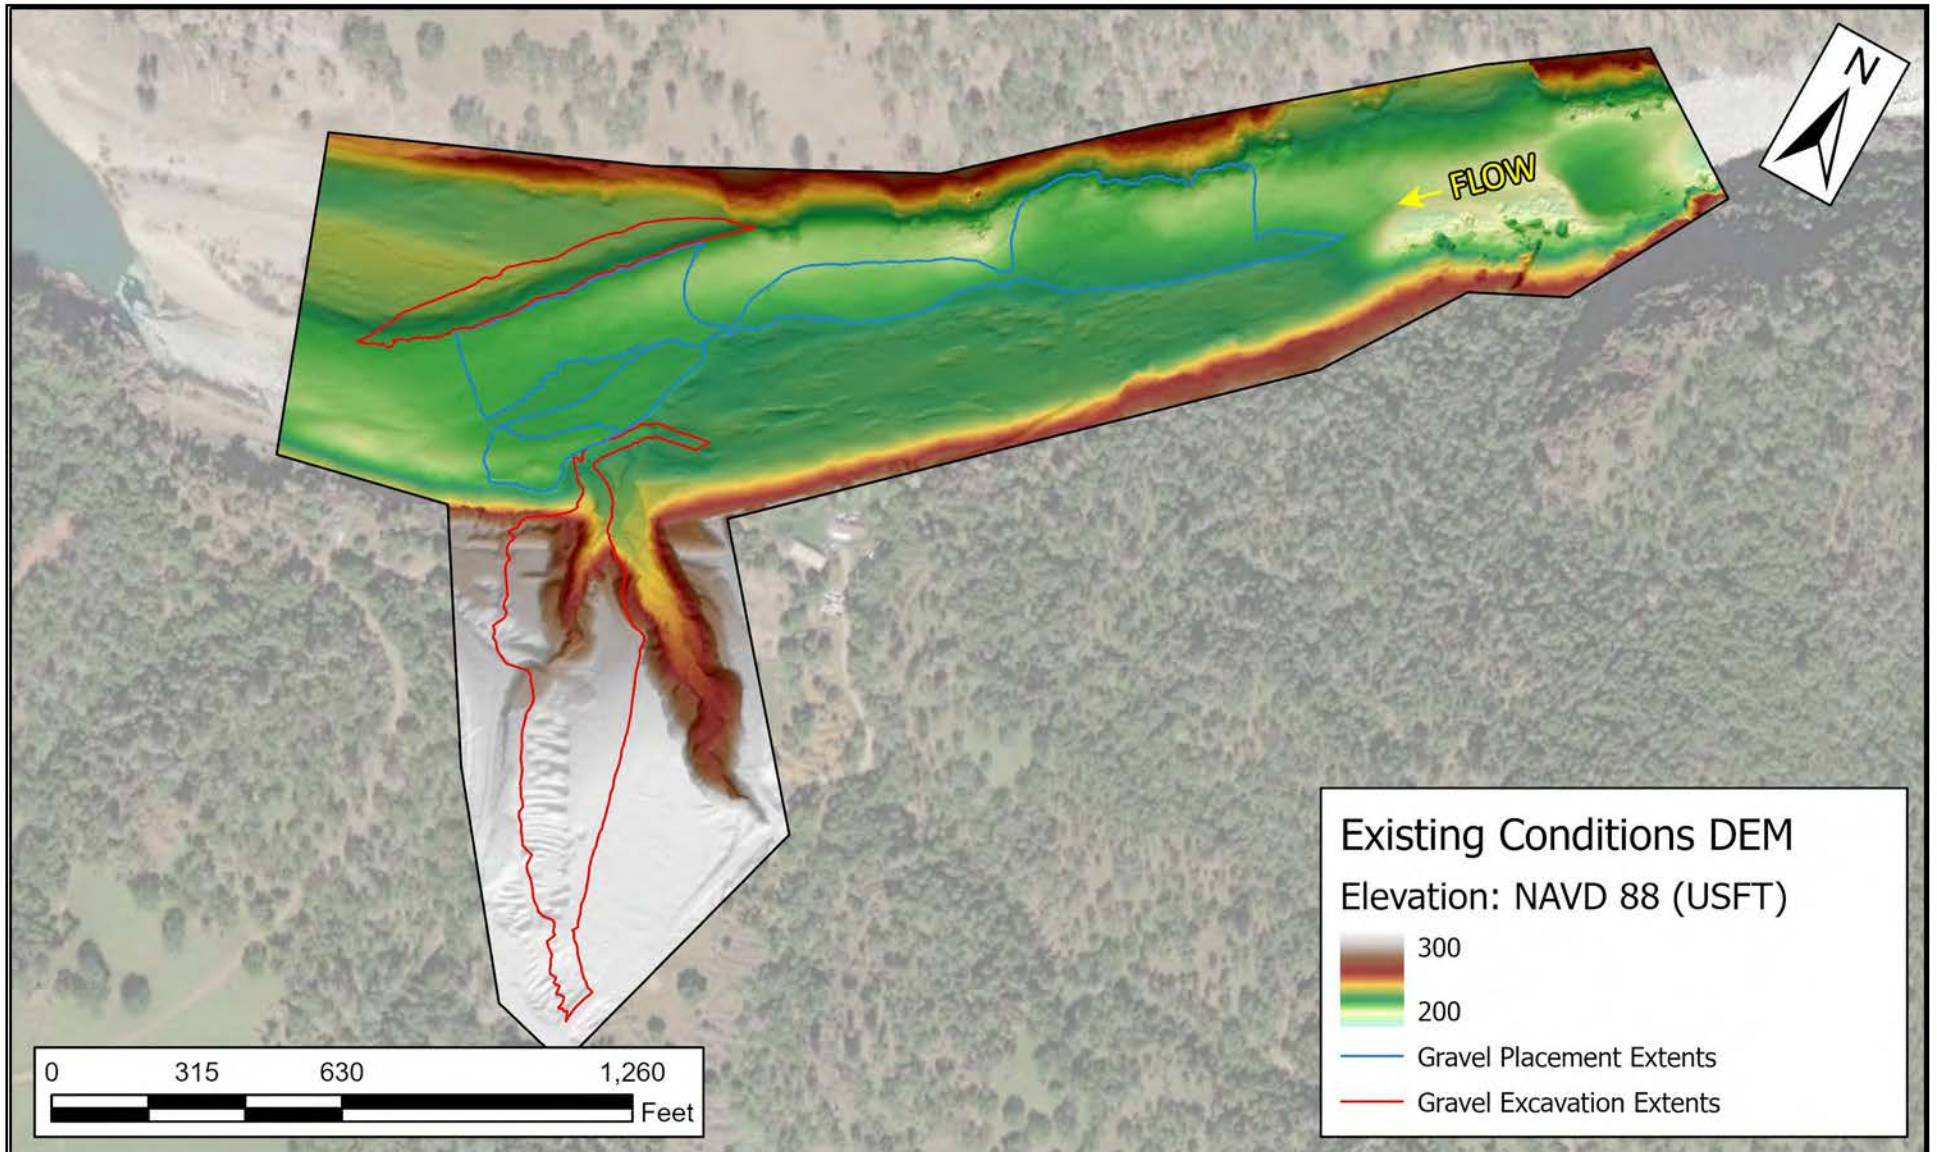 N
FLOW
Existing Conditions DEM
Elevation: NAVD 88 (USFT)
300
200
Gravel Placement Extents
Gravel Excavation Extents
0 315 630 1,260
Feet